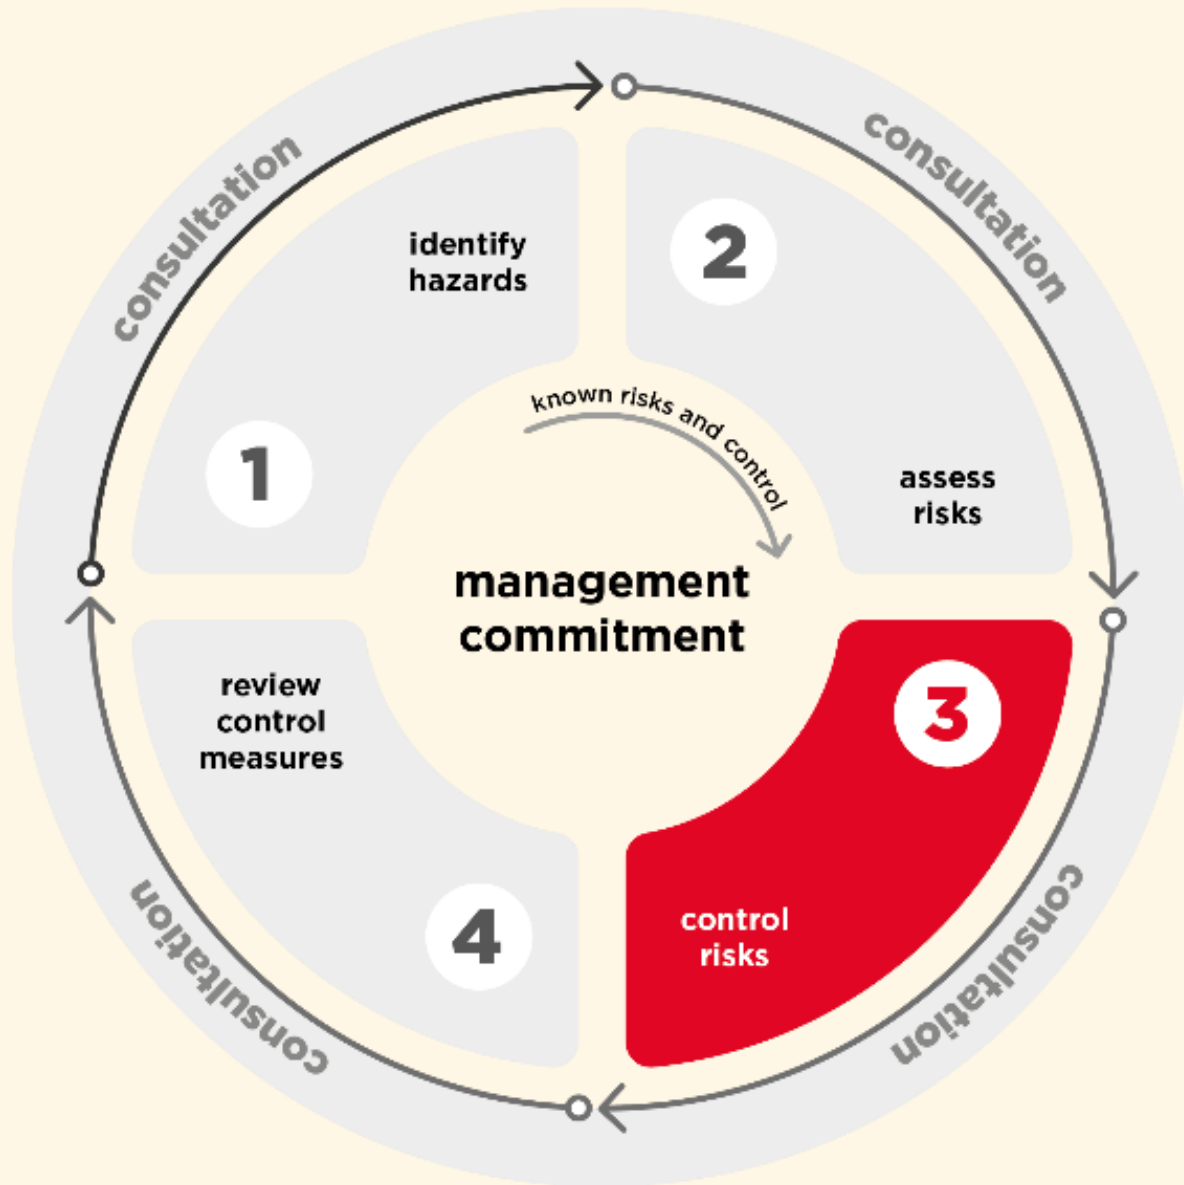 consultation
consultation
identify
hazards
2
known risks and control
1
assess
risks
management
commitment
3
review
control
measures
control
risks
4
consultation
consultation